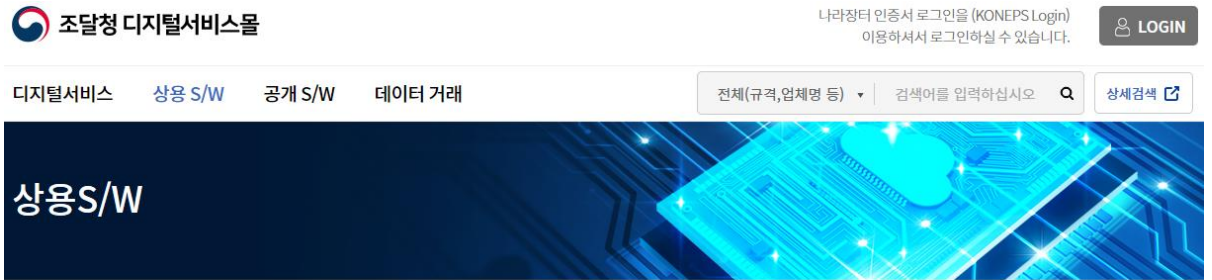 조달청 디지털서비스몰
나라장터 인증서 로그인을 (KONEPS Login)
이용하셔서 로그인하실 수 있습니다.
LOGIN
디지털서비스 상용 S/W 공개 S/W 데이터 거래
전체(규격,업체명 등) 검색어를 입력하십시오 상세검색
상용S/W